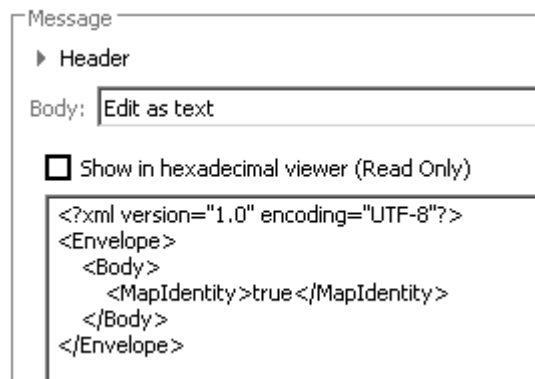 Message
Header
Body: Edit as text
Show in hexadecimal viewer (Read Only)
<?xml version="1.0" encoding="UTF-8"?>
<Envelope>
<Body>
<MapIdentity>true</MapIdentity>
</Body>
</Envelope>